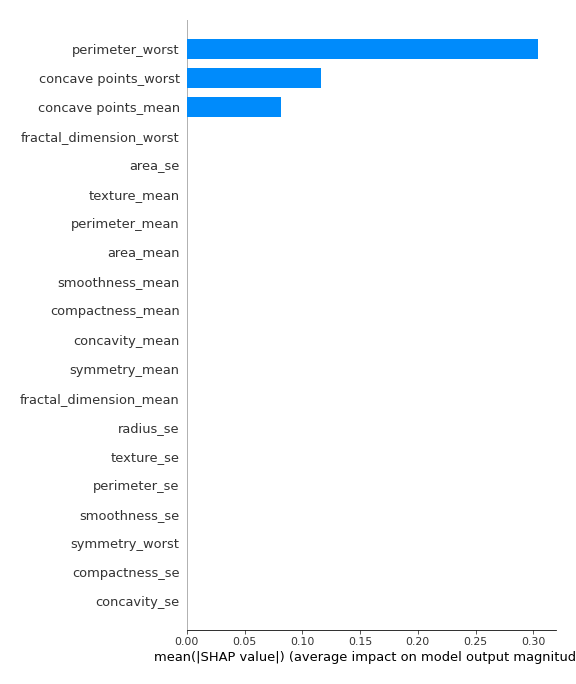 perimeter_worst
concave points_worst
concave points_mean
fractal_dimension_worst
area_se
texture_mean
perimeter_mean
area_mean
smoothness_mean
compactness_mean
concavity_mean
symmetry_mean
fractal_dimension_mean
radius_se
texture_se
perimeter_se
smoothness_se
symmetry_worst
compactness_se
concavity_se
0.00 0.05 0.10 0.15 0.20 0.25 0.30
mean(|SHAP value|) (average impact on model output magnitud